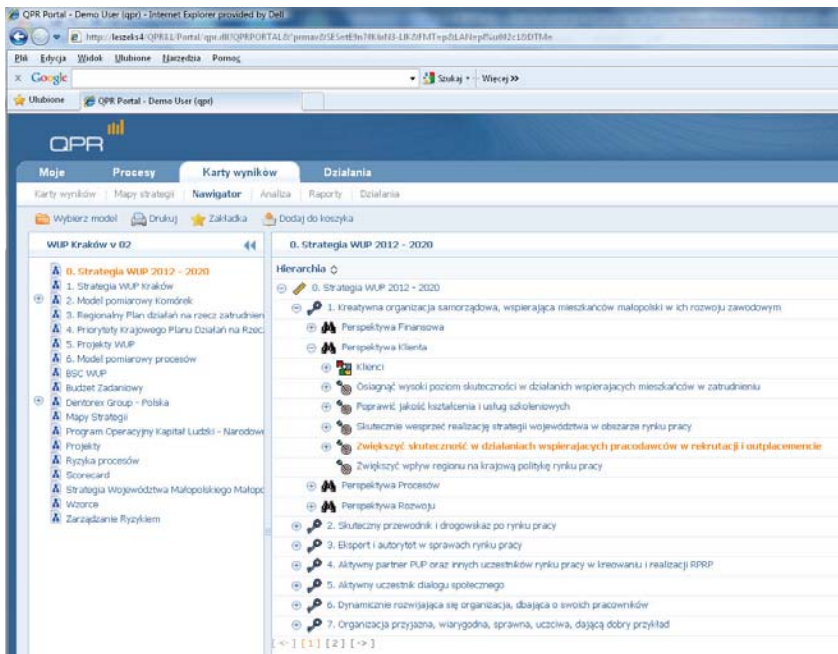 QPR Portal - Demo User (qpr) - Internet Explorer provided by Dell
Plik Edycja Widok Ulubione Narzędzia Pomoc
x Google Szukaj Więcej >>
Ulubione QPR Portal - Demo User (qpr)
QPR
Moje Procesy Karty wyników Działania
Karty wyników Mapy strategii Nawigator Analiza Raporty Działania
Wybierz model Drukuj Zakładka Dodaj do koszyka
WUP Kraków v 02
0. Strategia WUP 2012 - 2020
1. Strategia WUP Kraków
2. Model pomiarowy Komórek
3. Regionalny Plan działań na rzecz zatrudnien
4. Priorytety Krajowego Planu Działań na Rzec
5. Projekty WUP
6. Model pomiarowy procesów
BSC WUP
Budżet Zadaniowy
Dentorex Group - Polska
Mapy Strategii
Program Operacyjny Kapitał Ludzki - Narodowe
Projekty
Ryzyka procesów
Scorecard
Strategia Województwa Małopolskiego Małopo
Wzorce
Zarządzanie Ryzykiem
0. Strategia WUP 2012 - 2020
Hierarchia
0. Strategia WUP 2012 - 2020
1. Kreatywna organizacja samorządowa, wspierająca mieszkańców małopolski w ich rozwoju zawodowym
Perspektywa Finansowa
Perspektywa Klienta
Klienci
Osiągnąć wysoki poziom skuteczności w działanich wspierajacych mieszkańców w zatrudnieniu
Poprawić jakość kształcenia i usług szkoleniowych
Skutecznie wesprzeć realizację strategii województwa w obszarze rynku pracy
Zwiększyć skuteczność w działaniach wspierajacych pracodawców w rekrutacji i outplacemencie
Zwiększyć wpływ regionu na krajową politykę rynku pracy
Perspektywa Procesów
Perspektywa Rozwoju
2. Skuteczny przewodnik i drogowskaz po rynku pracy
3. Ekspert i autorytet w sprawach rynku pracy
4. Aktywny partner PUP oraz innych uczestników rynku pracy w kreowaniu i realizacji RPRP
5. Aktywny uczestnik dialogu społecznego
6. Dynamicznie rozwijająca się organizacja, dbająca o swoich pracowników
7. Organizacja przyjazna, wiarygodna, sprawna, uczciwa, dającą dobry przykład
[ <- ] [ 1 ] [ 2 ] [ -> ]